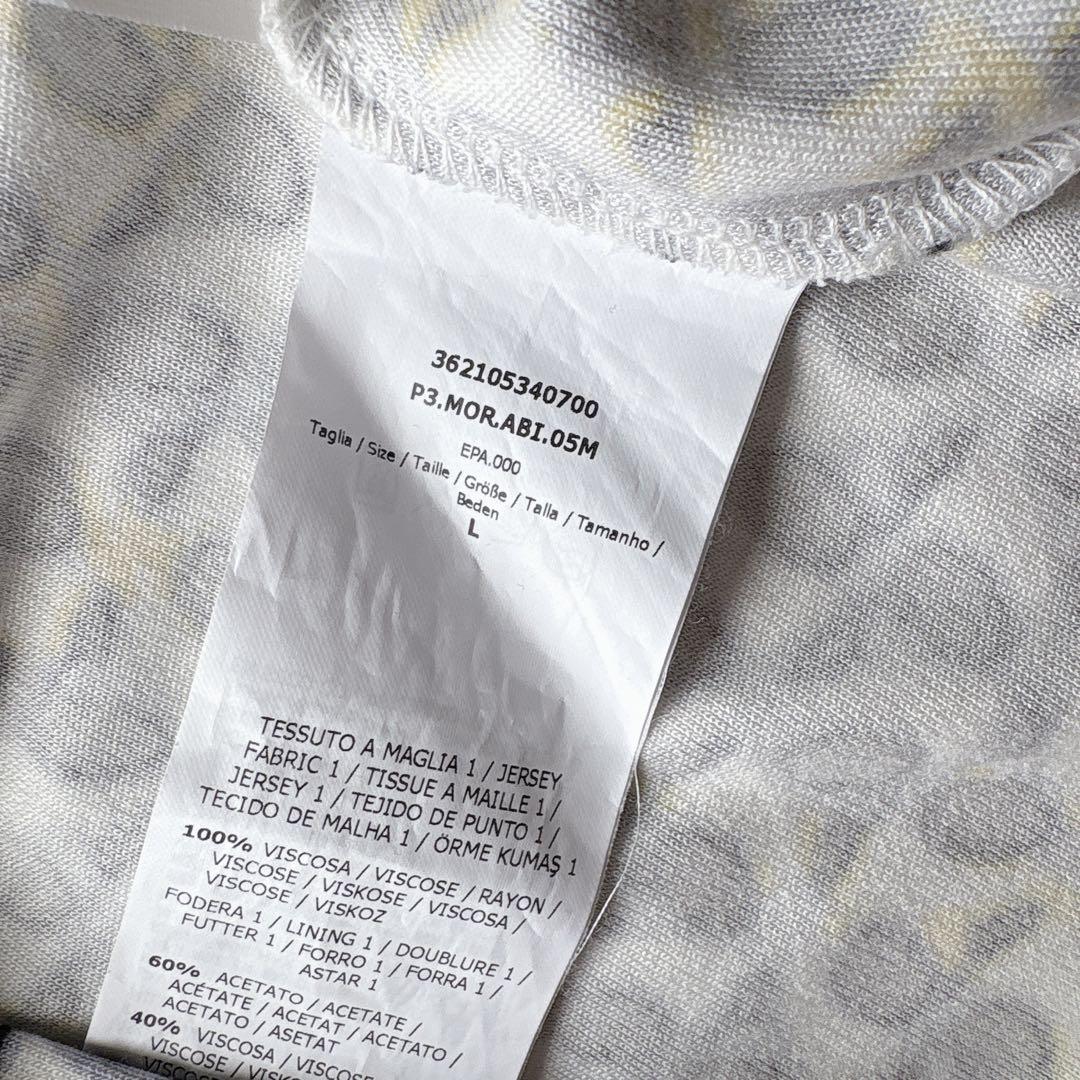 362105340700
P3.MOR.ABI.05M
EPA.000
Taglia / Size / Taille / Größe / Talla / Tamanho /
Beden
L
TESSUTO A MAGLIA 1 / JERSEY
FABRIC 1 / TISSUE A MAILLE 1 /
JERSEY 1 / TEJIDO DE PUNTO 1 /
TECIDO DE MALHA 1 / ÖRME KUMAŞ 1
100% VISCOSA / VISCOSE / RAYON /
VISCOSE / VISKOSE / VISCOSA /
VISCOSE / VISKOZ
FODERA 1 / LINING 1 / DOUBLURE 1 /
FUTTER 1 / FORRO 1 / FORRA 1 /
ASTAR 1
60% ACETATO / ACETATE /
ACÉTATE / ACETAT / ACETATO /
ACETATO / ASETAT
40% VISCOSA / VISCOSE
VISCOSE /